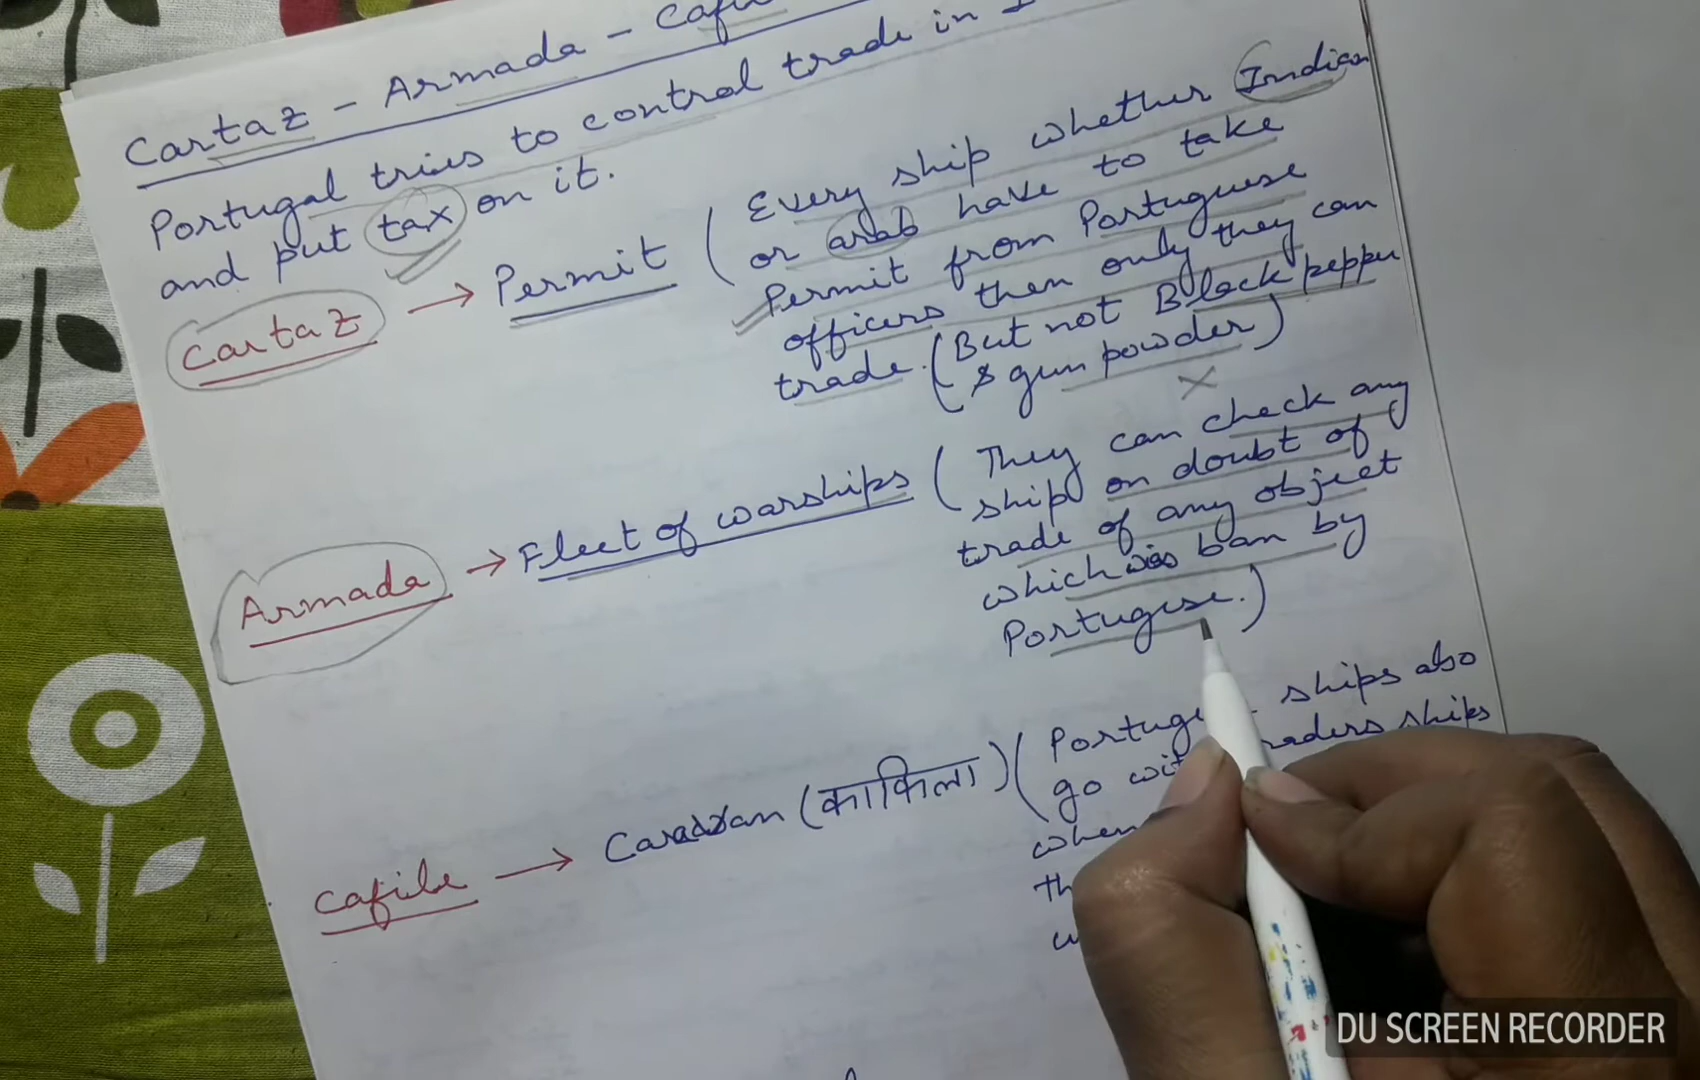 Cartaz - Armada -
Portugal tries to control trade in
and put tax on it.
Cartaz → Permit (Every ship whether Indian
or arab have to take
Permit from Portuguese
officers then only they can
trade. (But not Black pepper
& gun powder)
Armada → Fleet of warships (They can check any
ship on doubt of
trade of any object
which was ban by
Portugese.)
Cafila → Caravan (काफिला) (Portugu ships also
go with traders ships
when
DU SCREEN RECORDER